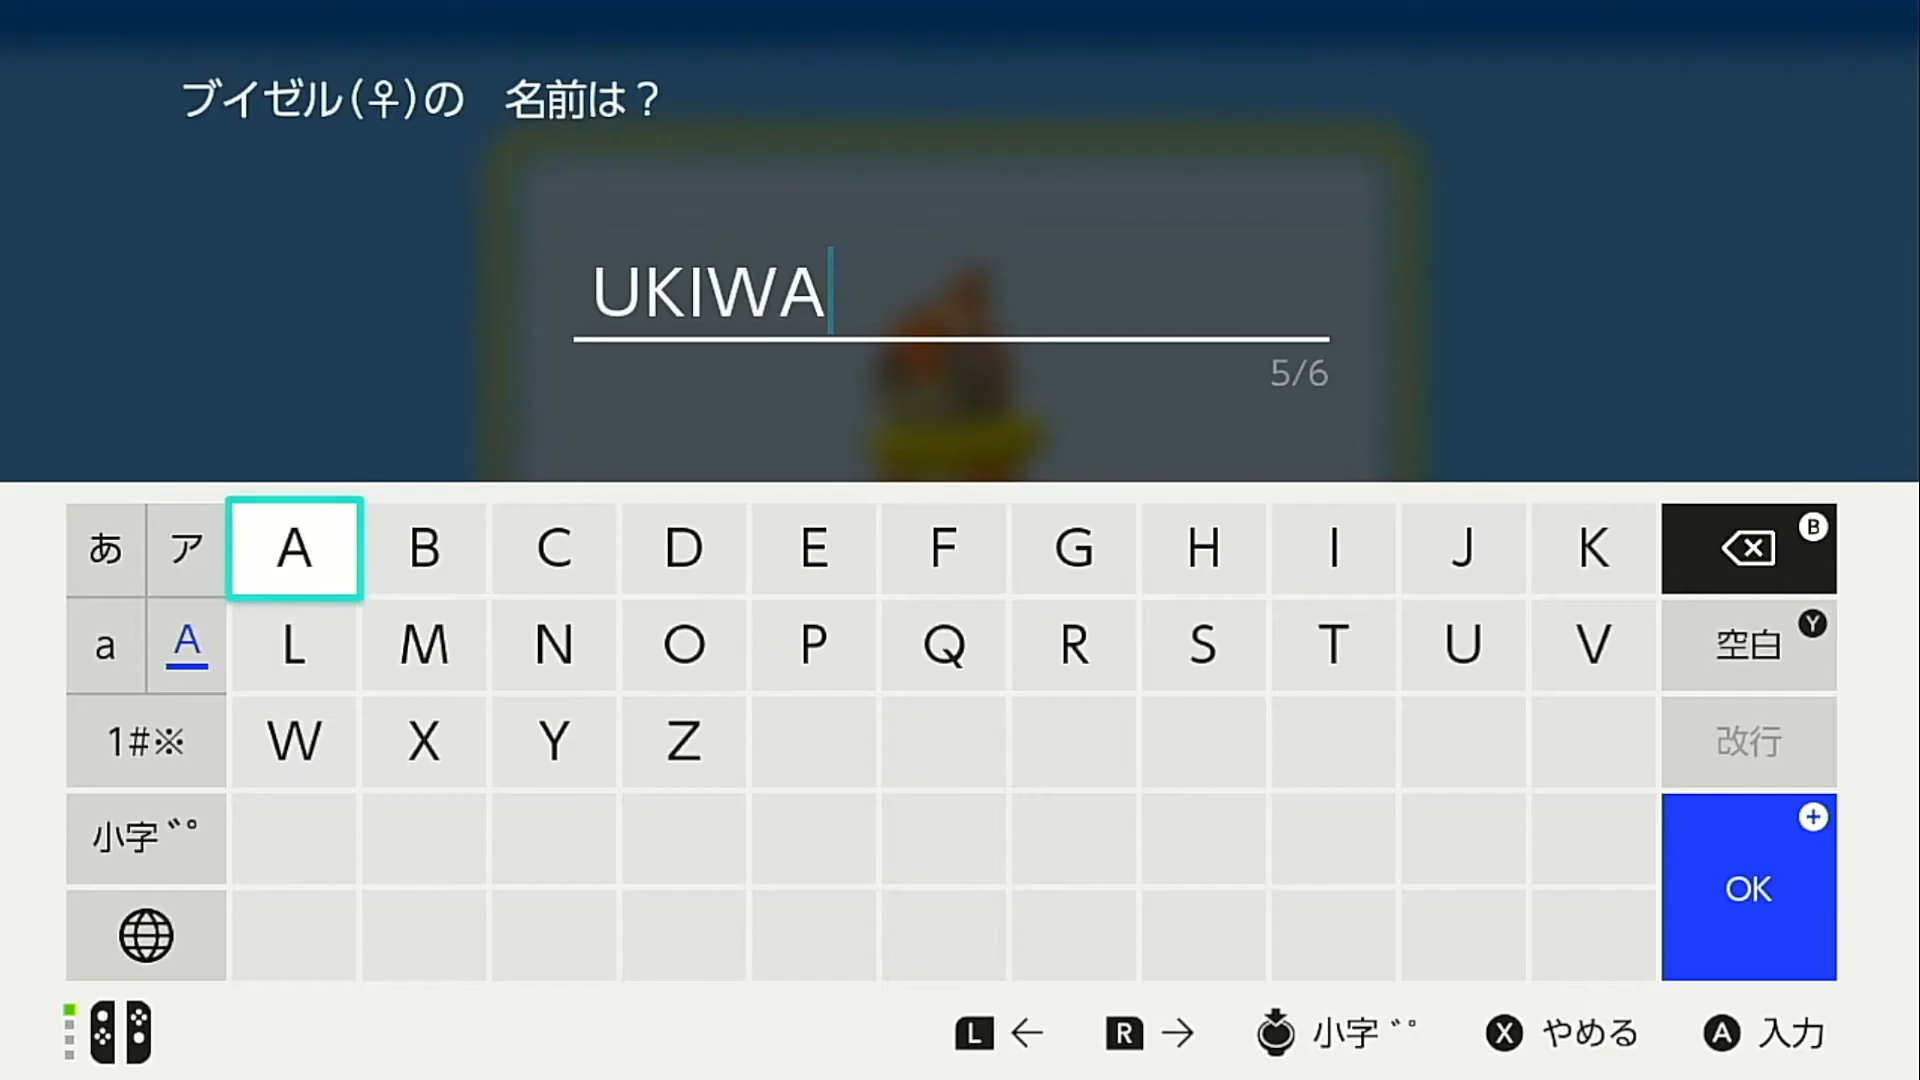 ブイゼル(♀)の　名前は？
UKIWA
5/6
あ ア A B C D E F G H I J K B
a A L M N O P Q R S T U V 空白 Y
1#※ W X Y Z 改行
小字゛゜ +
OK
L ← R → 小字゛゜ X やめる A 入力